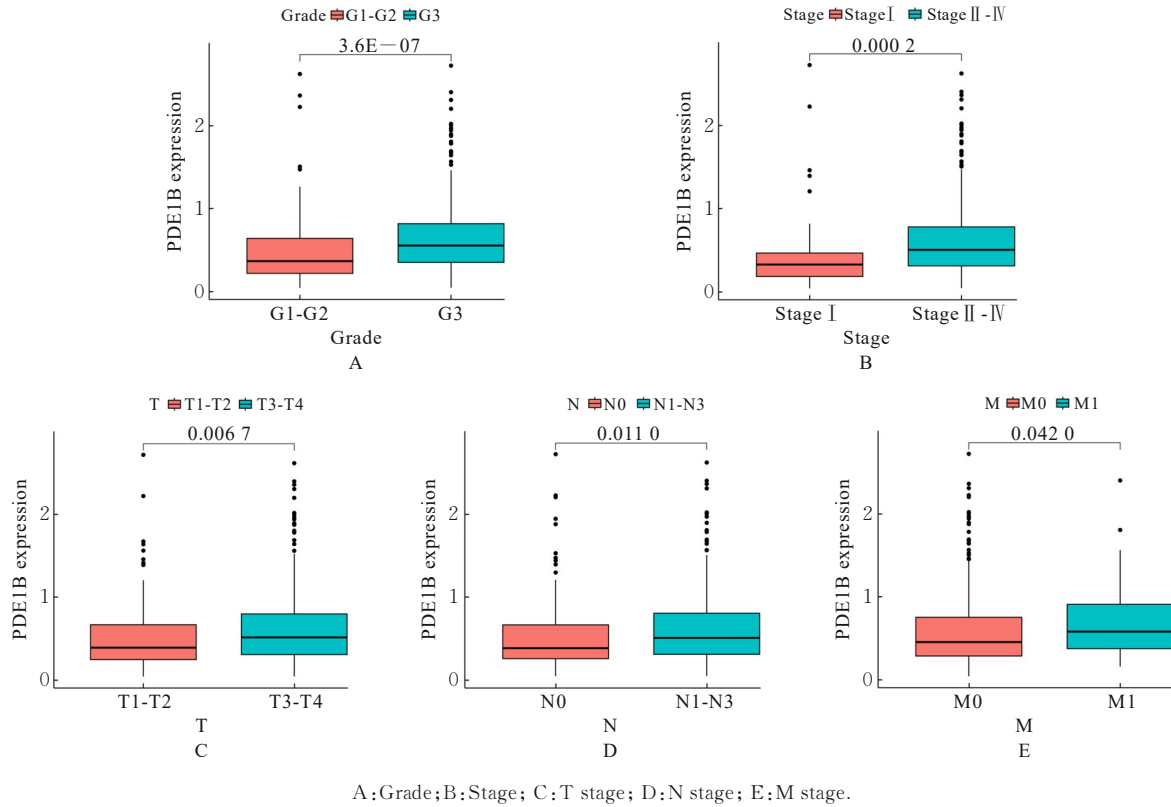 Grade G1-G2 G3
3.6E－07
2
1
0
PDE1B expression
G1-G2 G3
Grade
A
Stage StageⅠ StageⅡ-Ⅳ
0.000 2
2
1
0
PDE1B expression
StageⅠ StageⅡ-Ⅳ
Stage
B
T T1-T2 T3-T4
0.006 7
2
1
0
PDE1B expression
T1-T2 T3-T4
T
C
N N0 N1-N3
0.011 0
2
1
0
PDE1B expression
N0 N1-N3
N
D
M M0 M1
0.042 0
2
1
0
PDE1B expression
M0 M1
M
E
A:Grade;B:Stage; C:T stage; D:N stage; E:M stage.